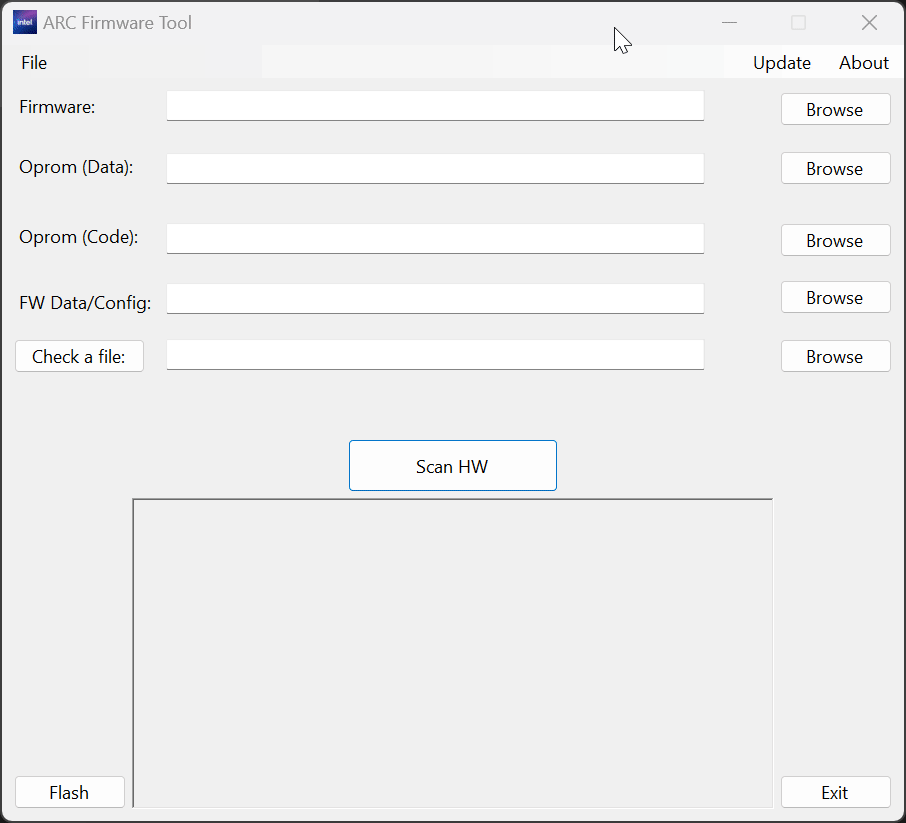 intel ARC Firmware Tool
File Update About
Firmware: Browse
Oprom (Data): Browse
Oprom (Code): Browse
FW Data/Config: Browse
Check a file: Browse
Scan HW
Flash Exit